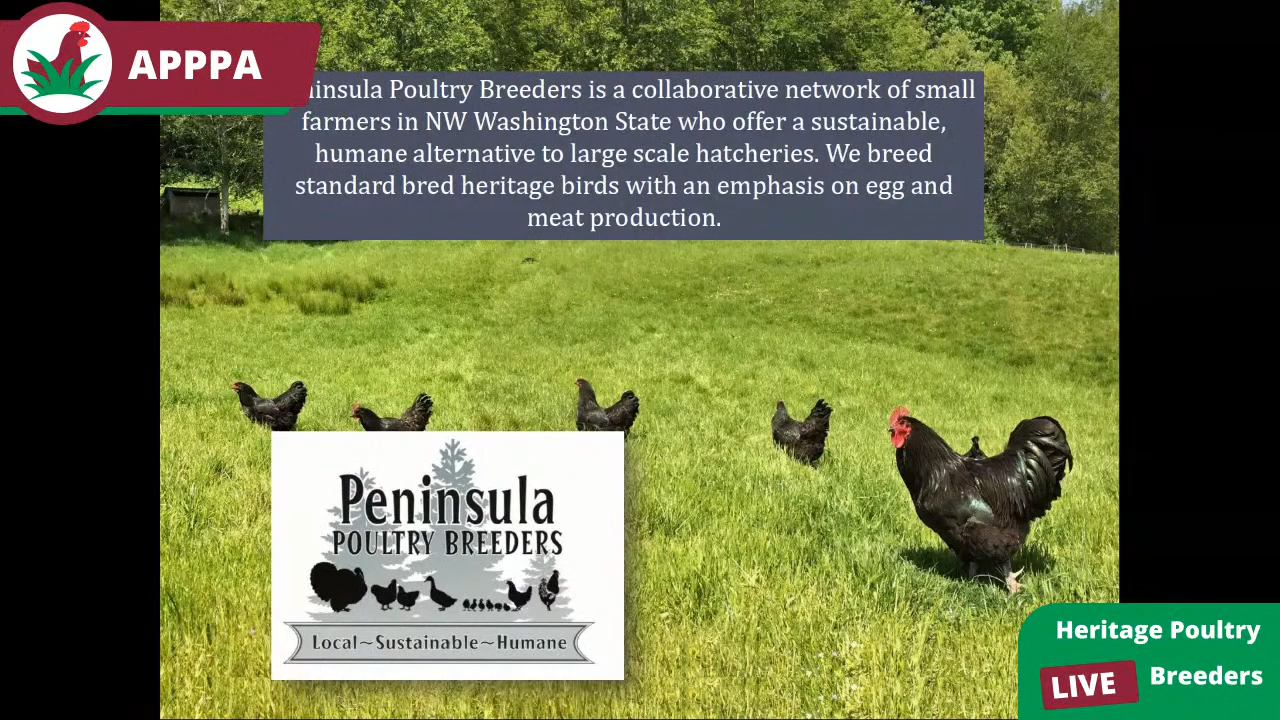 APPPA
insula Poultry Breeders is a collaborative network of small
farmers in NW Washington State who offer a sustainable,
humane alternative to large scale hatcheries. We breed
standard bred heritage birds with an emphasis on egg and
meat production.
Peninsula
POULTRY BREEDERS
Local~Sustainable~Humane
Heritage Poultry
LIVE Breeders